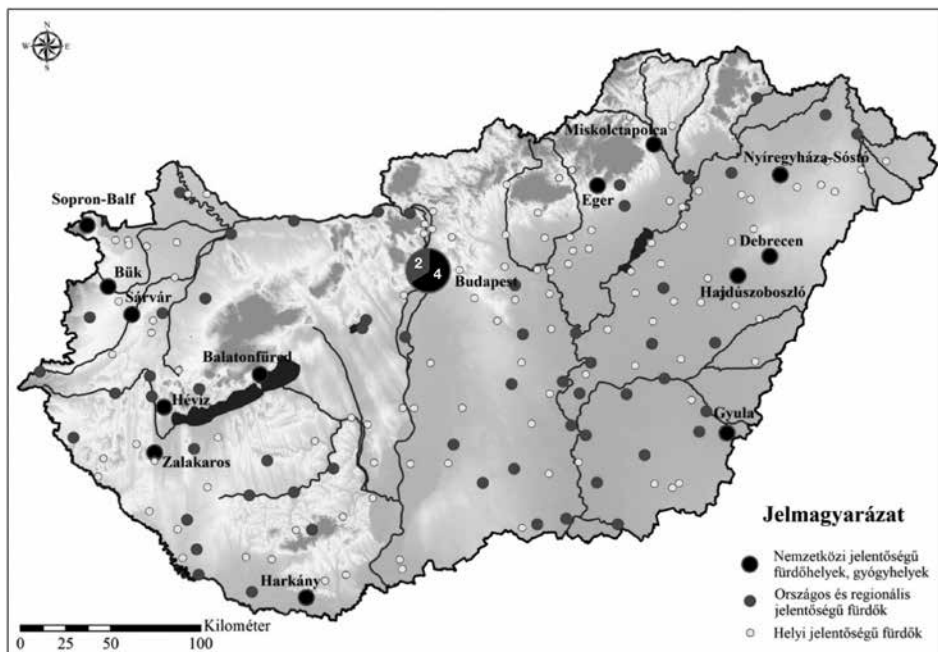 N
W E
S
Miskolctapolca
Nyíregyháza-Sóstó
Sopron-Balf
Eger
Debrecen
2
4
Budapest
Bük
Hajdúszoboszló
Sárvár
Balatonfüred
Hévíz
Gyula
Zalakaros
Harkány
Jelmagyarázat
Nemzetközi jelentőségű
fürdőhelyek, gyógyhelyek
Országos és regionális
jelentőségű fürdők
Helyi jelentőségű fürdők
Kilométer
0 25 50 100